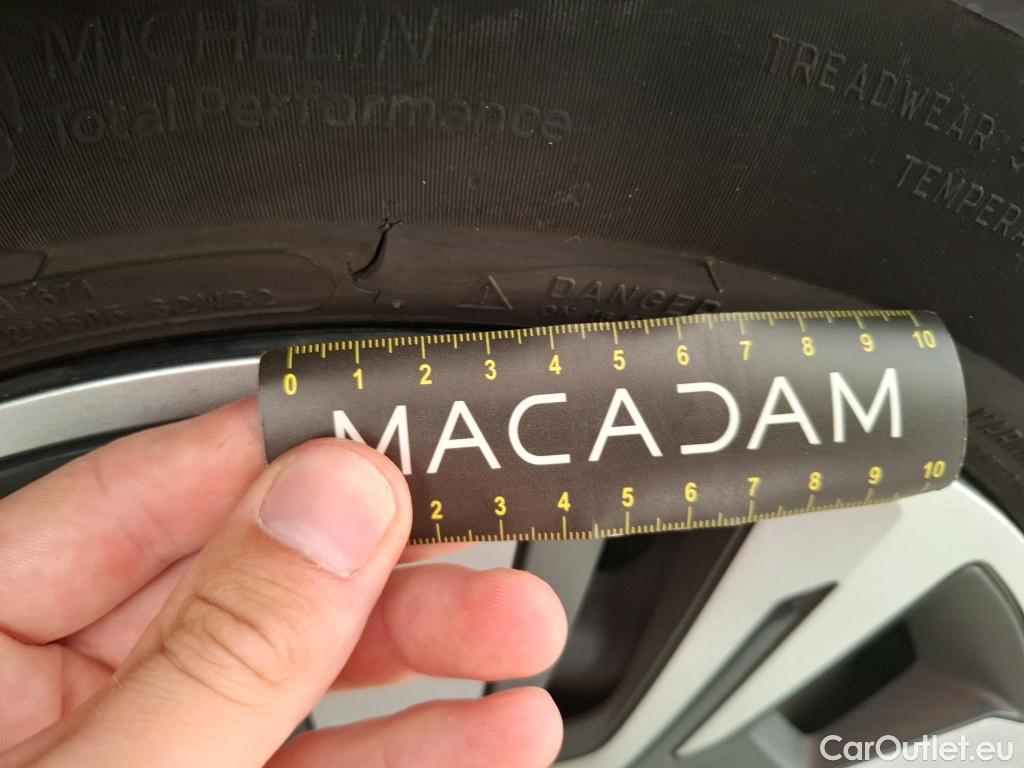 MICHELIN
Total Performance
TREADWEAR
DANGER
0 1 2 3 4 5 6 7 8 9 10
MACADAM
2 3 4 5 6 7 8 9 10
CarOutlet.eu